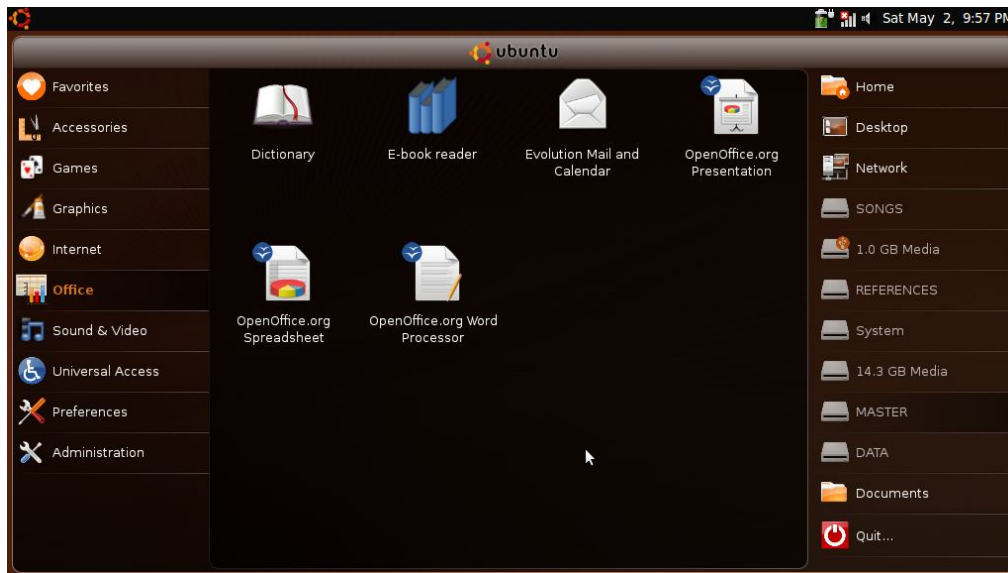 Sat May 2, 9:57 PM
ubuntu
Favorites
Accessories
Games
Graphics
Internet
Office
Sound & Video
Universal Access
Preferences
Administration
Dictionary
E-book reader
Evolution Mail and
Calendar
OpenOffice.org
Presentation
OpenOffice.org
Spreadsheet
OpenOffice.org Word
Processor
Home
Desktop
Network
SONGS
1.0 GB Media
REFERENCES
System
14.3 GB Media
MASTER
DATA
Documents
Quit...